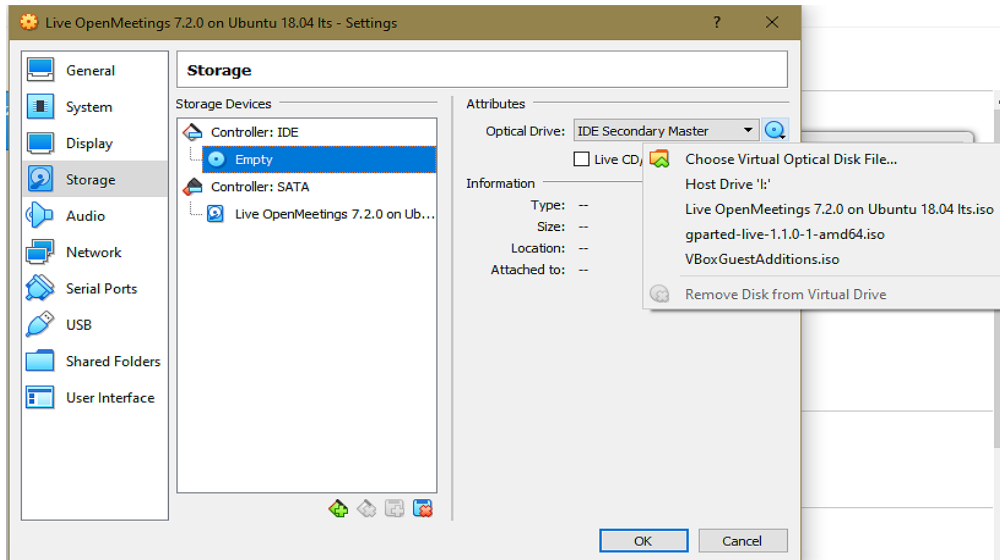 Live OpenMeetings 7.2.0 on Ubuntu 18.04 lts - Settings
?
General
System
Display
Storage
Audio
Network
Serial Ports
USB
Shared Folders
User Interface
Storage
Storage Devices
Controller: IDE
Empty
Controller: SATA
Live OpenMeetings 7.2.0 on Ub...
Attributes
Optical Drive: IDE Secondary Master
Live CD/
Information
Type: --
Size: --
Location: --
Attached to: --
Choose Virtual Optical Disk File...
Host Drive 'I:'
Live OpenMeetings 7.2.0 on Ubuntu 18.04 lts.iso
gparted-live-1.1.0-1-amd64.iso
VBoxGuestAdditions.iso
Remove Disk from Virtual Drive
OK
Cancel